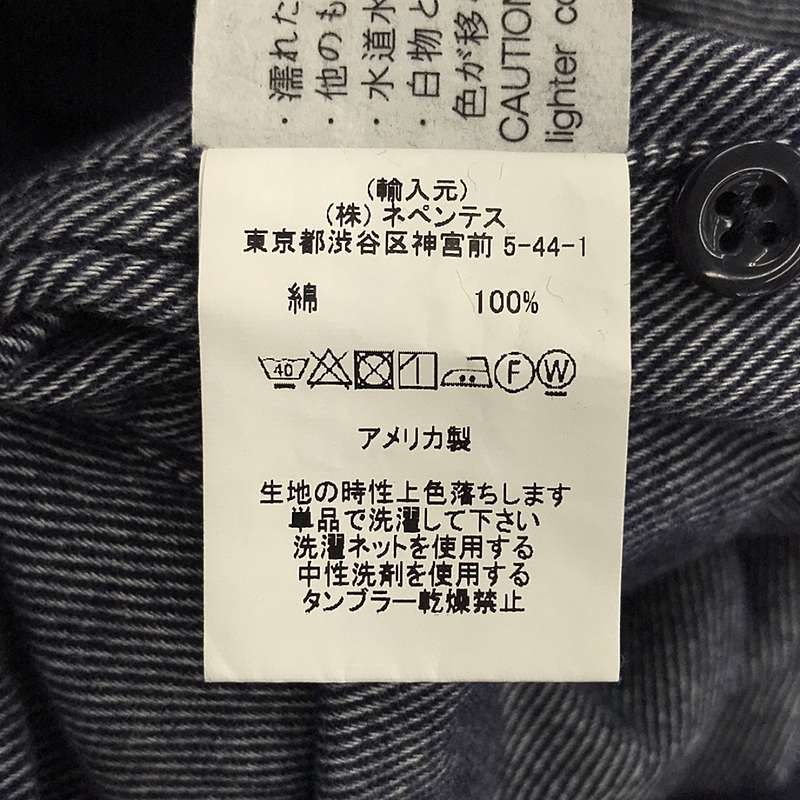 ・濡れた
・他のも
・水道水
・白物と
色が移
CAUTION
lighter co
(輸入元)
(株) ネペンテス
東京都渋谷区神宮前 5-44-1
綿 100%
40 F W
アメリカ製
生地の時性上色落ちします
単品で洗濯して下さい
洗濯ネットを使用する
中性洗剤を使用する
タンブラー乾燥禁止